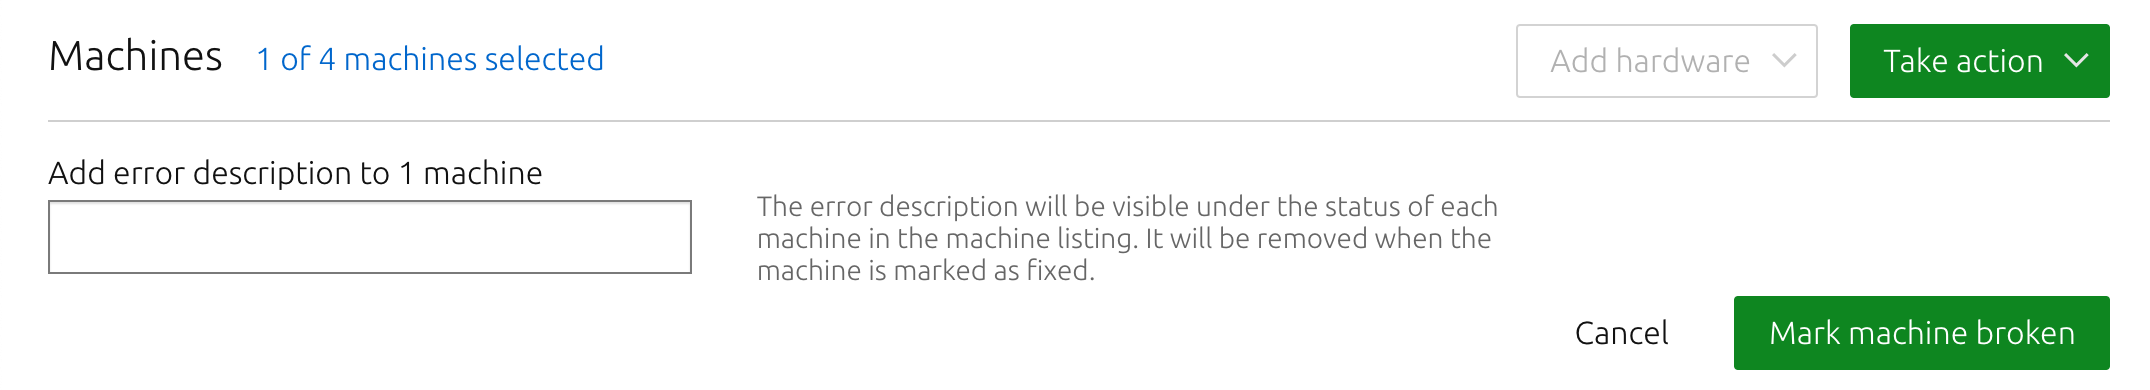 Machines 1 of 4 machines selected Add hardware Take action
Add error description to 1 machine
The error description will be visible under the status of each
machine in the machine listing. It will be removed when the
machine is marked as fixed.
Cancel Mark machine broken